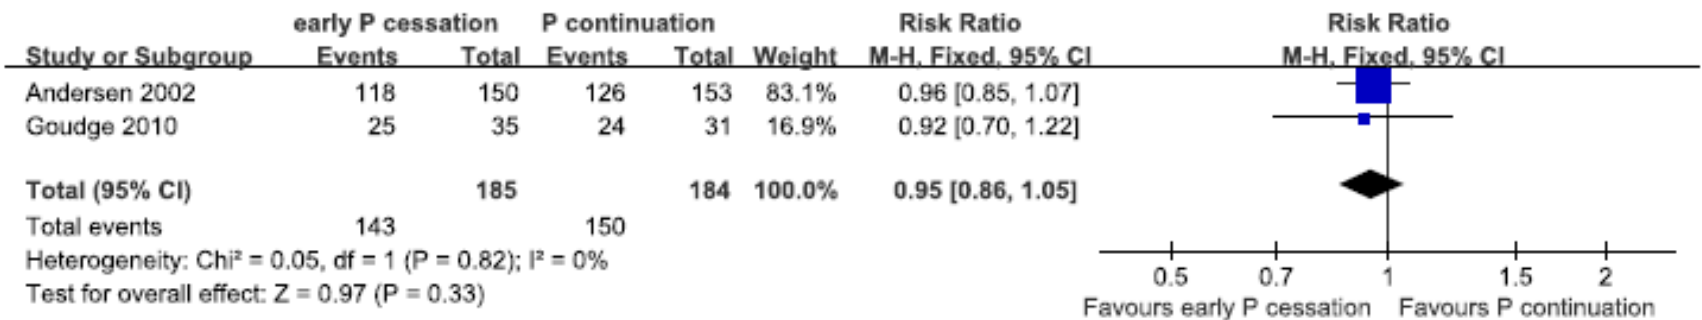 early P cessation P continuation Risk Ratio Risk Ratio
Study or Subgroup Events Total Events Total Weight M-H, Fixed, 95% CI M-H, Fixed, 95% CI
Andersen 2002 118 150 126 153 83.1% 0.96 [0.85, 1.07]
Goudge 2010 25 35 24 31 16.9% 0.92 [0.70, 1.22]
Total (95% CI) 185 184 100.0% 0.95 [0.86, 1.05]
Total events 143 150
Heterogeneity: Chi² = 0.05, df = 1 (P = 0.82); I² = 0%
Test for overall effect: Z = 0.97 (P = 0.33)
0.5 0.7 1 1.5 2
Favours early P cessation Favours P continuation